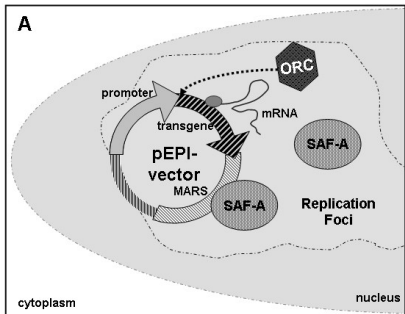 A
ORC
promoter
mRNA
transgene
SAF-A
pEPI-
vector
MARS
SAF-A
Replication
Foci
cytoplasm
nucleus